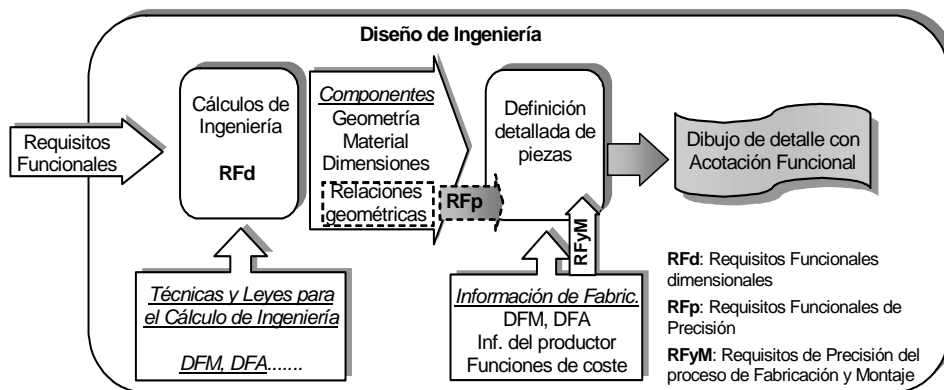 Diseño de Ingeniería
Requisitos
Funcionales
Cálculos de
Ingeniería
RFd
Componentes
Geometría
Material
Dimensiones
Relaciones
geométricas
RFp
Definición
detallada de
piezas
Dibujo de detalle con
Acotación Funcional
Técnicas y Leyes para
el Cálculo de Ingeniería
DFM, DFA.......
RFyM
Información de Fabric.
DFM, DFA
Inf. del productor
Funciones de coste
RFd: Requisitos Funcionales
dimensionales
RFp: Requisitos Funcionales de
Precisión
RFyM: Requisitos de Precisión del
proceso de Fabricación y Montaje